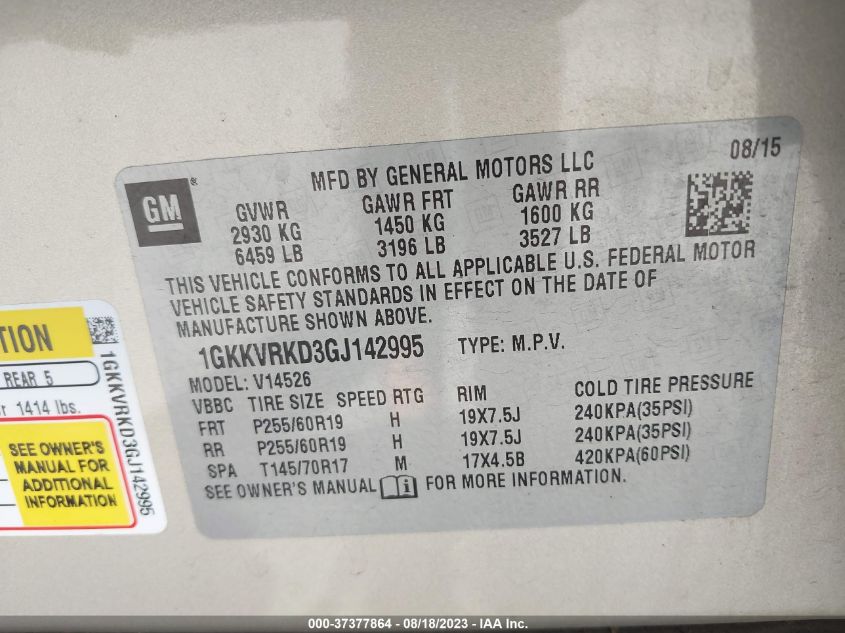 08/15
MFD BY GENERAL MOTORS LLC
GM®
GVWR GAWR FRT GAWR RR
2930 KG 1450 KG 1600 KG
6459 LB 3196 LB 3527 LB
THIS VEHICLE CONFORMS TO ALL APPLICABLE U.S. FEDERAL MOTOR
VEHICLE SAFETY STANDARDS IN EFFECT ON THE DATE OF
MANUFACTURE SHOWN ABOVE.
1GKKVRKD3GJ142995 TYPE: M.P.V.
MODEL: V14526
VBBC TIRE SIZE SPEED RTG RIM COLD TIRE PRESSURE
FRT P255/60R19 H 19X7.5J 240KPA(35PSI)
RR P255/60R19 H 19X7.5J 240KPA(35PSI)
SPA T145/70R17 M 17X4.5B 420KPA(60PSI)
SEE OWNER'S MANUAL FOR MORE INFORMATION.
TION
REAR 5
r 1414 lbs.
SEE OWNER'S
MANUAL FOR
ADDITIONAL
INFORMATION
1GKKVRKD3GJ142995
000-37377864 - 08/18/2023 - IAA Inc.